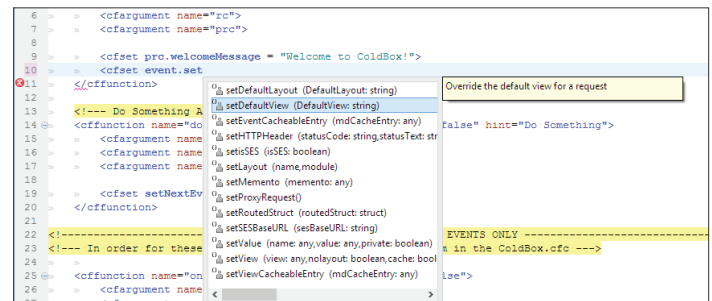 6 <cfargument name="rc">
7 <cfargument name="prc">
8
9 <cfset prc.welcomeMessage = "Welcome to ColdBox!">
10 <cfset event.set
11 </cffunction>
12
13 <!--- Do Something A
14 <cffunction name="do false" hint="Do Something">
15 <cfargument name
16 <cfargument name
17 <cfargument name
18
19 <cfset setNextEv
20 </cffunction>
21
22 <!--- EVENTS ONLY ---
23 <!--- In order for these in the ColdBox.cfc --->
24
25 <cffunction name="on lse">
26 <cfargument name
setDefaultLayout (DefaultLayout: string)
setDefaultView (DefaultView: string)
setEventCacheableEntry (mdCacheEntry: any)
setHTTPHeader (statusCode: string,statusText: str
setisSES (isSES: boolean)
setLayout (name,module)
setMemento (memento: any)
setProxyRequest()
setRoutedStruct (routedStruct: struct)
setSESBaseURL (sesBaseURL: string)
setValue (name: any,value: any,private: boolean)
setView (view: any,nolayout: boolean,cache: bool
setViewCacheableEntry (mdCacheEntry: any)
Override the default view for a request